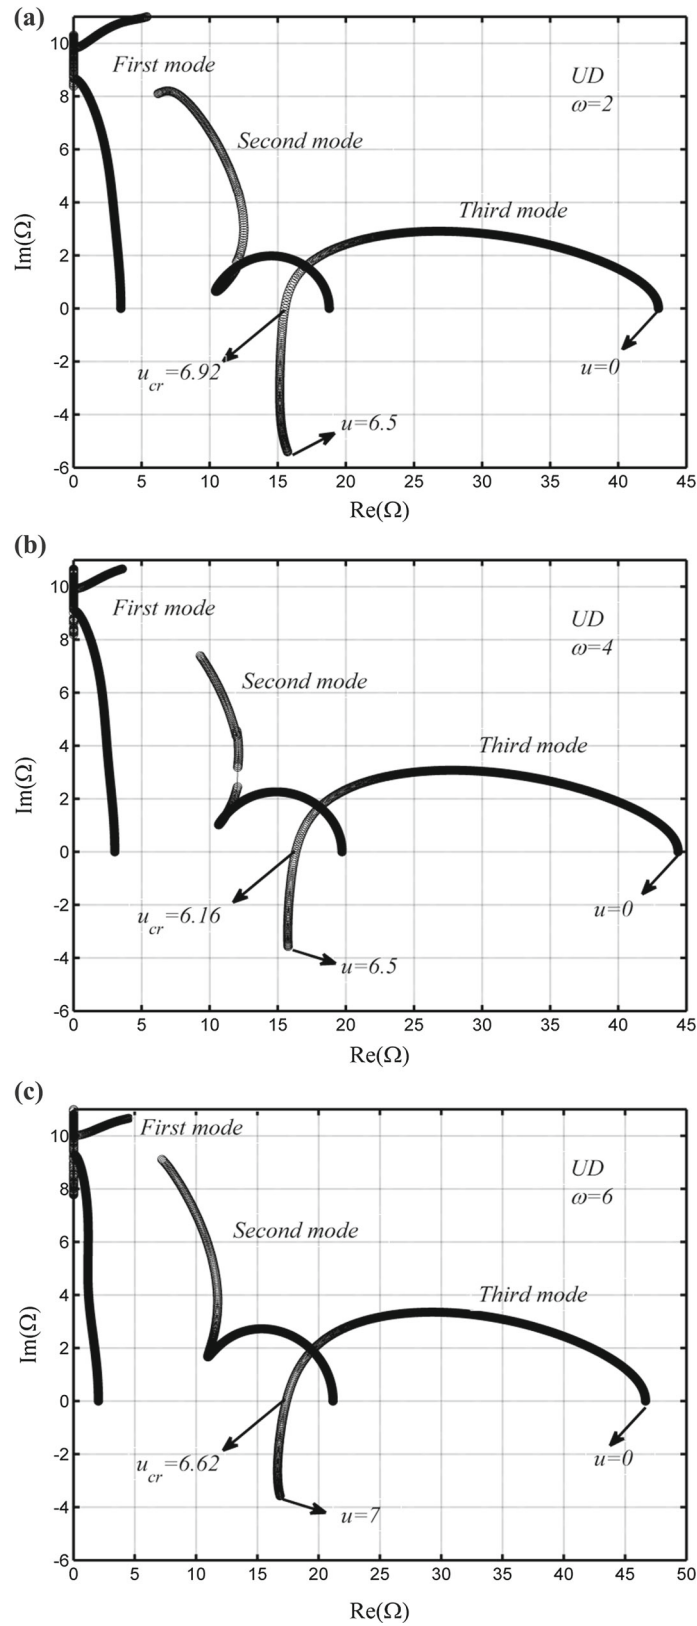 (a)
10
8
6
4
2
0
-2
-4
-6
Im(Ω)
First mode
Second mode
Third mode
UD
ω=2
u_cr=6.92
u=6.5
u=0
0 5 10 15 20 25 30 35 40 45
Re(Ω)
(b)
10
8
6
4
2
0
-2
-4
-6
Im(Ω)
First mode
Second mode
Third mode
UD
ω=4
u_cr=6.16
u=6.5
u=0
0 5 10 15 20 25 30 35 40 45
Re(Ω)
(c)
10
8
6
4
2
0
-2
-4
-6
Im(Ω)
First mode
Second mode
Third mode
UD
ω=6
u_cr=6.62
u=7
u=0
0 5 10 15 20 25 30 35 40 45 50
Re(Ω)